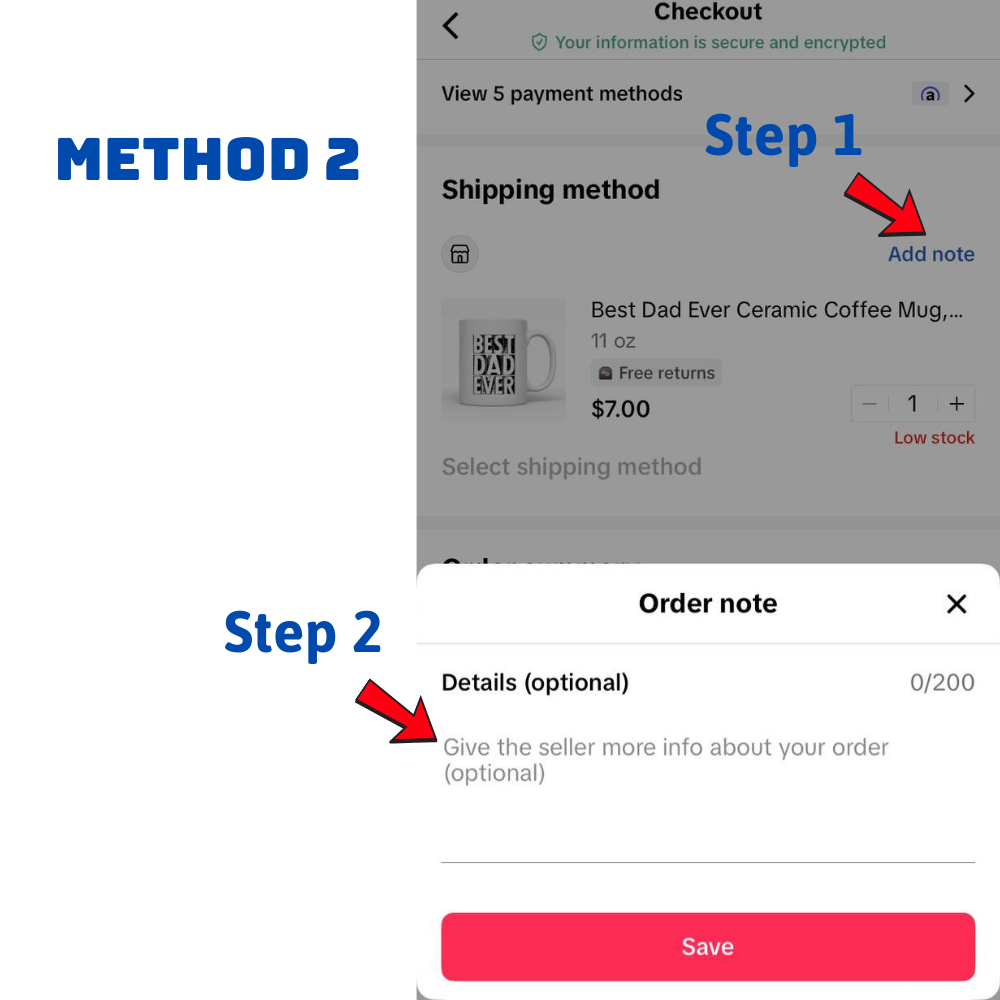 METHOD 2
Checkout
Your information is secure and encrypted
View 5 payment methods
a
Step 1
Shipping method
Add note
BEST
DAD
EVER
Best Dad Ever Ceramic Coffee Mug,...
11 oz
Free returns
$7.00
1
Low stock
Select shipping method
Order summary
Order note
Step 2
Details (optional)
0/200
Give the seller more info about your order
(optional)
Save